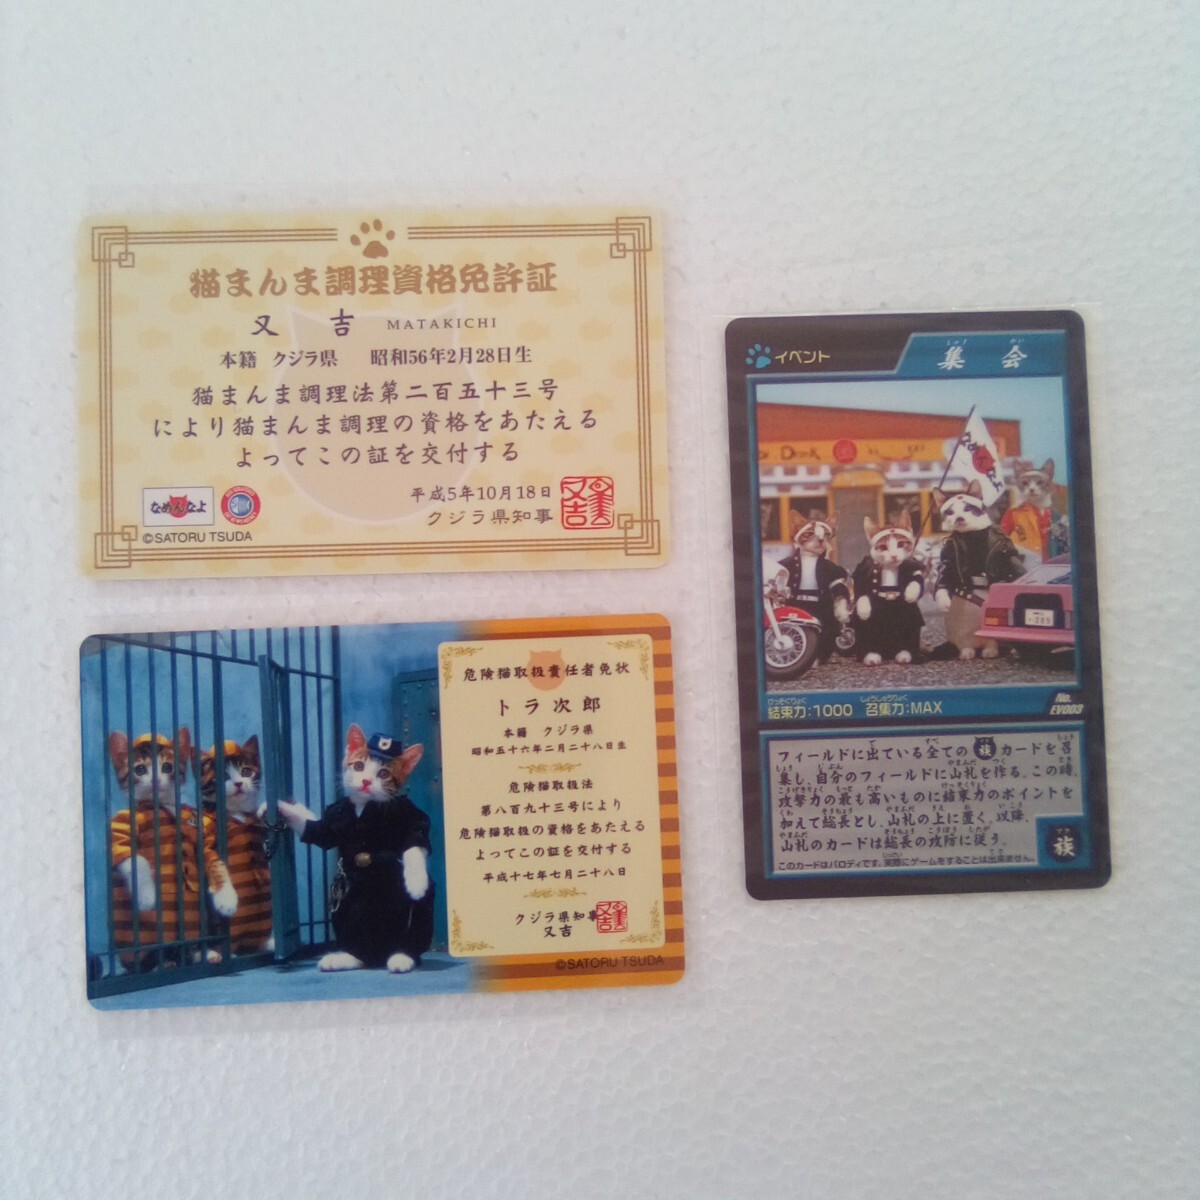 猫まんま調理資格免許証
又吉 MATAKICHI
本籍 クジラ県 昭和56年2月28日生
猫まんま調理法第二百五十三号
により猫まんま調理の資格をあたえる
よってこの証を交付する
平成5年10月18日
クジラ県知事
なめんなよ
©SATORU TSUDA
危険猫取扱責任者免状
トラ次郎
本籍 クジラ県
昭和五十六年二月二十八日生
危険猫取扱法
第八百九十三号により
危険猫取扱の資格をあたえる
よってこの証を交付する
平成十七年七月二十八日
クジラ県知事
又吉
©SATORU TSUDA
イベント
集会
なめんなよ
結束力:1000 召集力:MAX
No.
EV003
フィールドに出ている全ての族カードを召
集し、自分のフィールドに山札を作る。この時、
攻撃力の最も高いものに結束力のポイントを
加えて総長とし、山札の上に置く。以降、
山札のカードは総長の攻防に従う。
このカードはパロディです。実際にゲームをすることは出来ません。
族